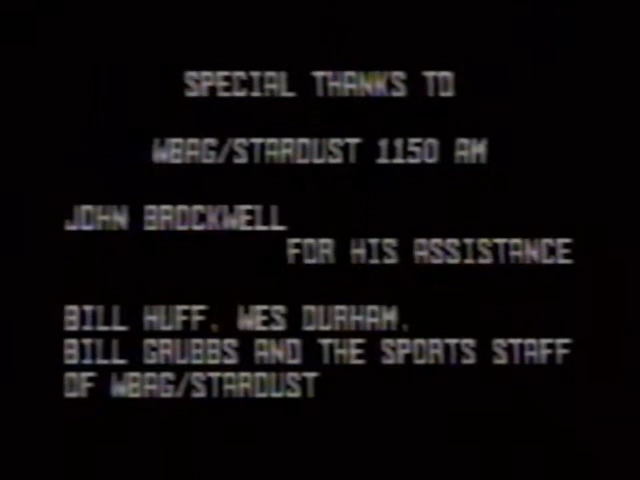 SPECIAL THANKS TO
WBAG/STARDUST 1150 AM
JOHN BROCKWELL
FOR HIS ASSISTANCE
BILL HUFF, WES DURHAM,
BILL GRUBBS AND THE SPORTS STAFF
OF WBAG/STARDUST